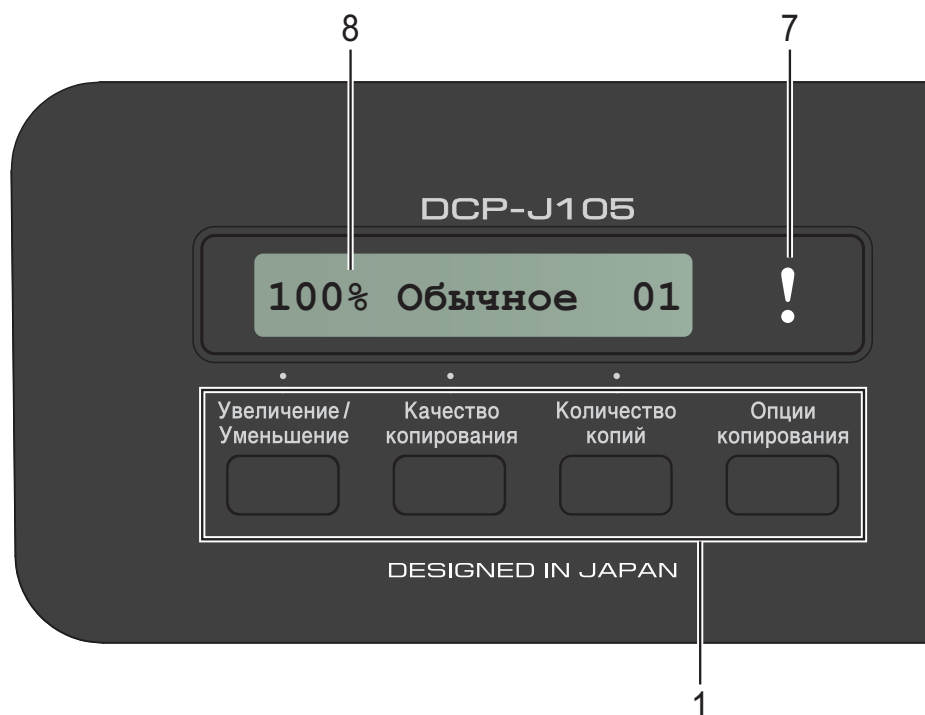 8 7
DCP-J105
100% Обычное 01
!
Увеличение/ Качество Количество Опции
Уменьшение копирования копий копирования
DESIGNED IN JAPAN
1